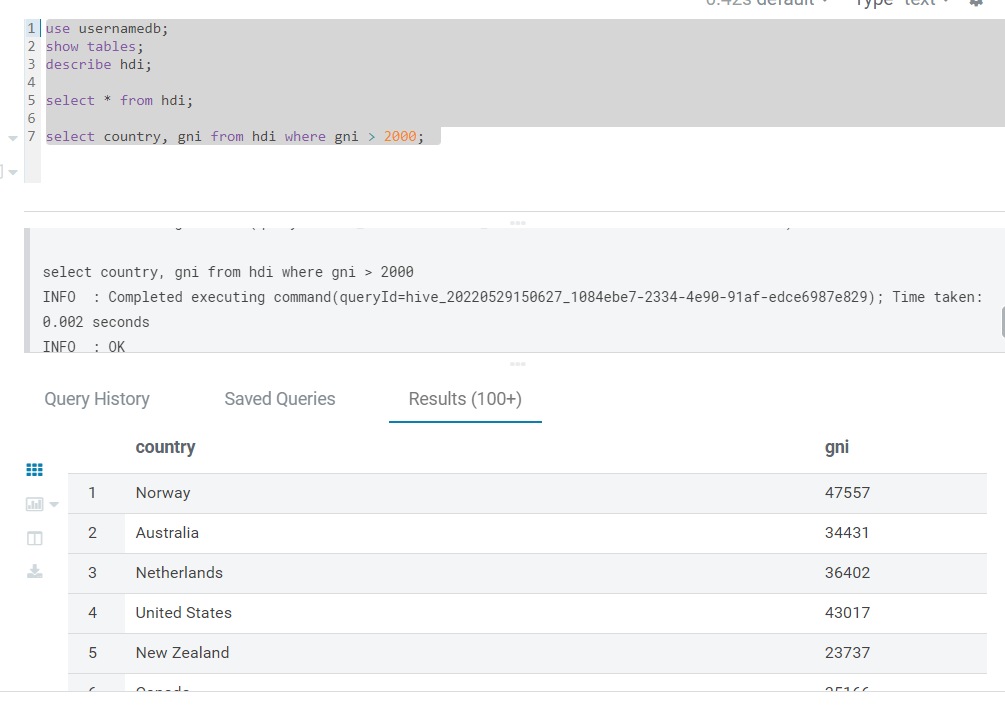 0.42s default Type text
1 use usernamedb;
2 show tables;
3 describe hdi;
4
5 select * from hdi;
6
7 select country, gni from hdi where gni > 2000;
select country, gni from hdi where gni > 2000
INFO : Completed executing command(queryId=hive_20220529150627_1084ebe7-2334-4e90-91af-edce6987e829); Time taken:
0.002 seconds
INFO : OK
Query History Saved Queries Results (100+)
country gni
1 Norway 47557
2 Australia 34431
3 Netherlands 36402
4 United States 43017
5 New Zealand 23737